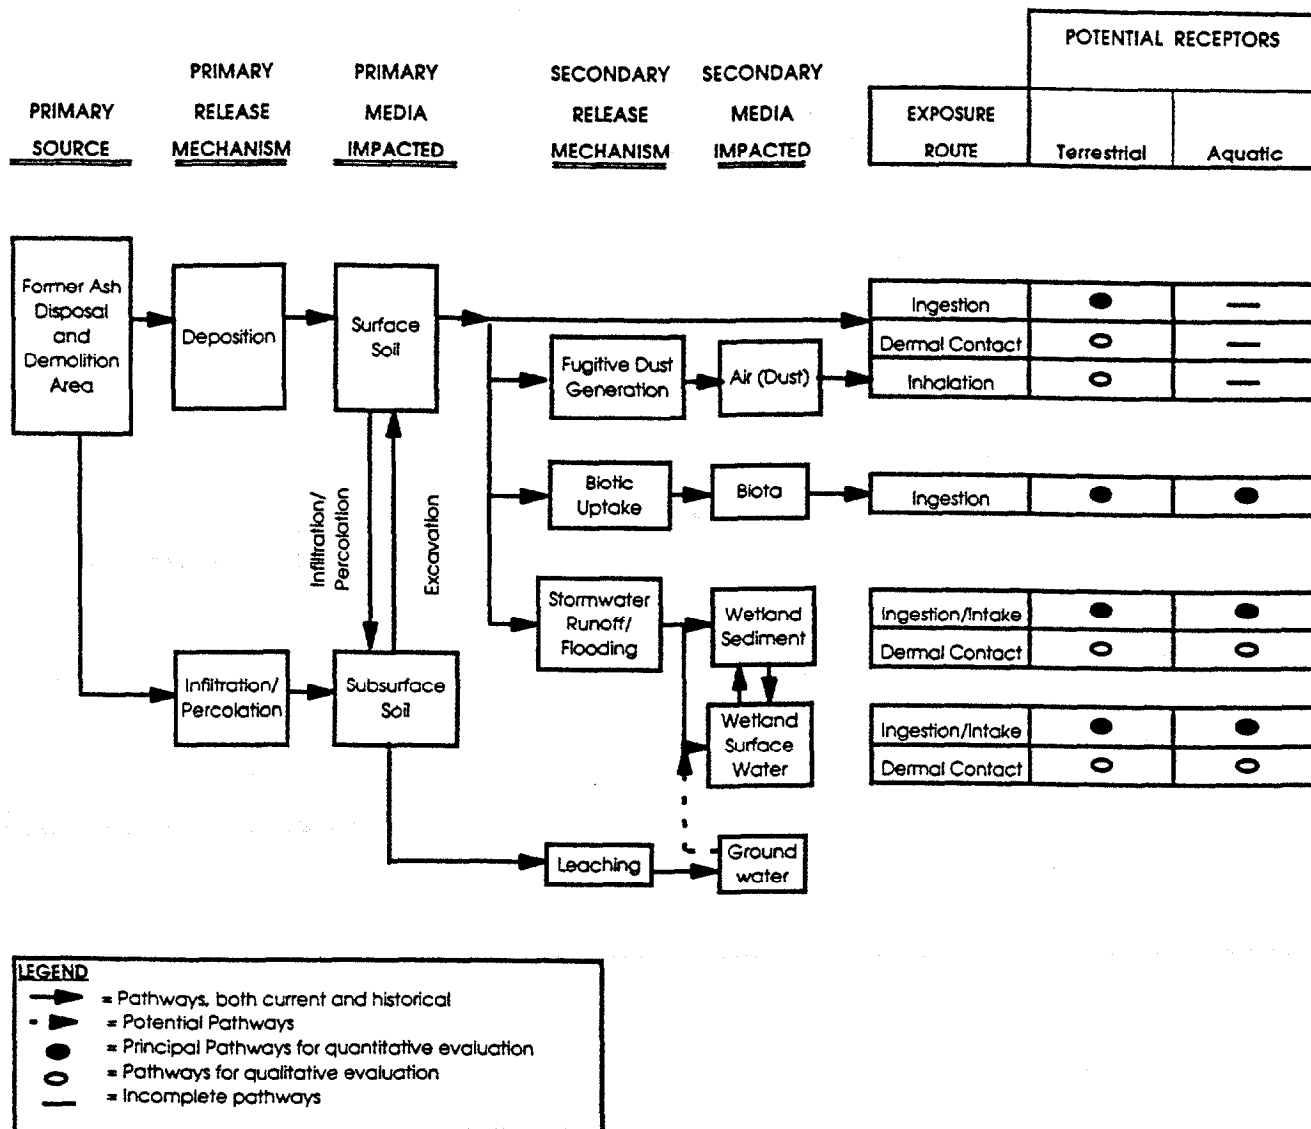 POTENTIAL RECEPTORS
PRIMARY
SOURCE
PRIMARY
RELEASE
MECHANISM
PRIMARY
MEDIA
IMPACTED
SECONDARY
RELEASE
MECHANISM
SECONDARY
MEDIA
IMPACTED
EXPOSURE
ROUTE
Terrestrial
Aquatic
Former Ash
Disposal
and
Demolition
Area
Deposition
Surface
Soil
Ingestion
Dermal Contact
Inhalation
Fugitive Dust
Generation
Air (Dust)
Infiltration/
Percolation
Excavation
Biotic
Uptake
Biota
Ingestion
Stormwater
Runoff/
Flooding
Wetland
Sediment
Ingestion/Intake
Dermal Contact
Infiltration/
Percolation
Subsurface
Soil
Wetland
Surface
Water
Ingestion/Intake
Dermal Contact
Leaching
Ground
water
LEGEND
= Pathways, both current and historical
= Potential Pathways
= Principal Pathways for quantitative evaluation
= Pathways for qualitative evaluation
= Incomplete pathways